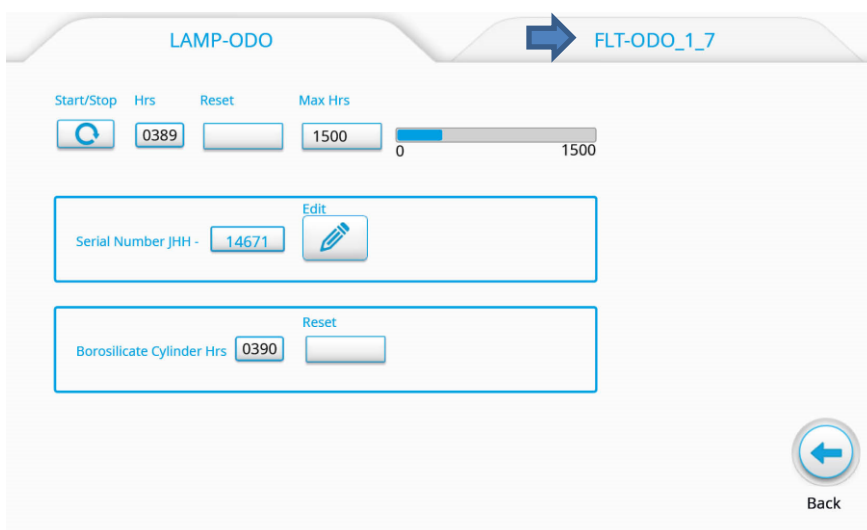 LAMP-ODO
FLT-ODO_1_7
Start/Stop Hrs Reset Max Hrs
0389 1500
0 1500
Edit
Serial Number JHH - 14671
Reset
Borosilicate Cylinder Hrs 0390
Back